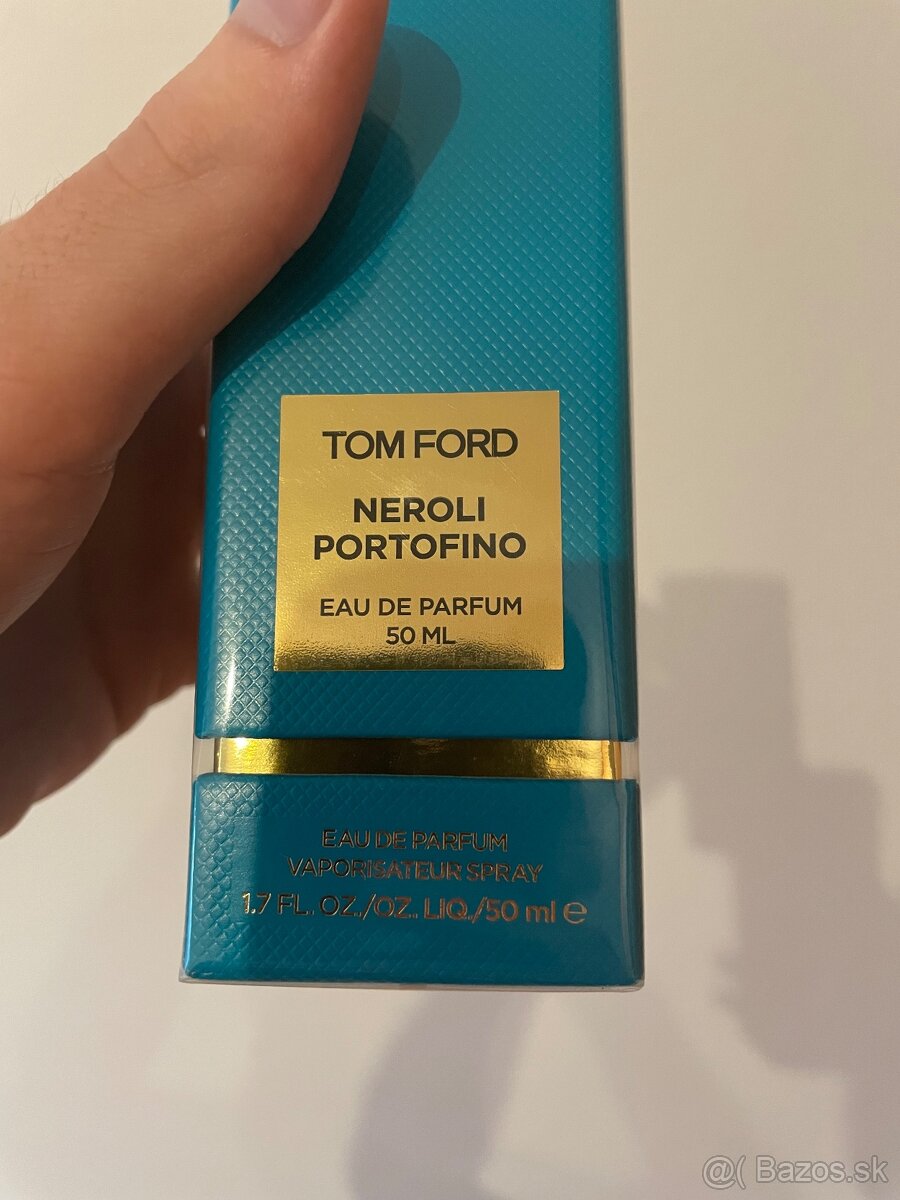 TOM FORD
NEROLI
PORTOFINO
EAU DE PARFUM
50 ML
EAU DE PARFUM
VAPORISATEUR SPRAY
1.7 FL. OZ./OZ. LIQ./50 ml ℮
@( Bazos.sk